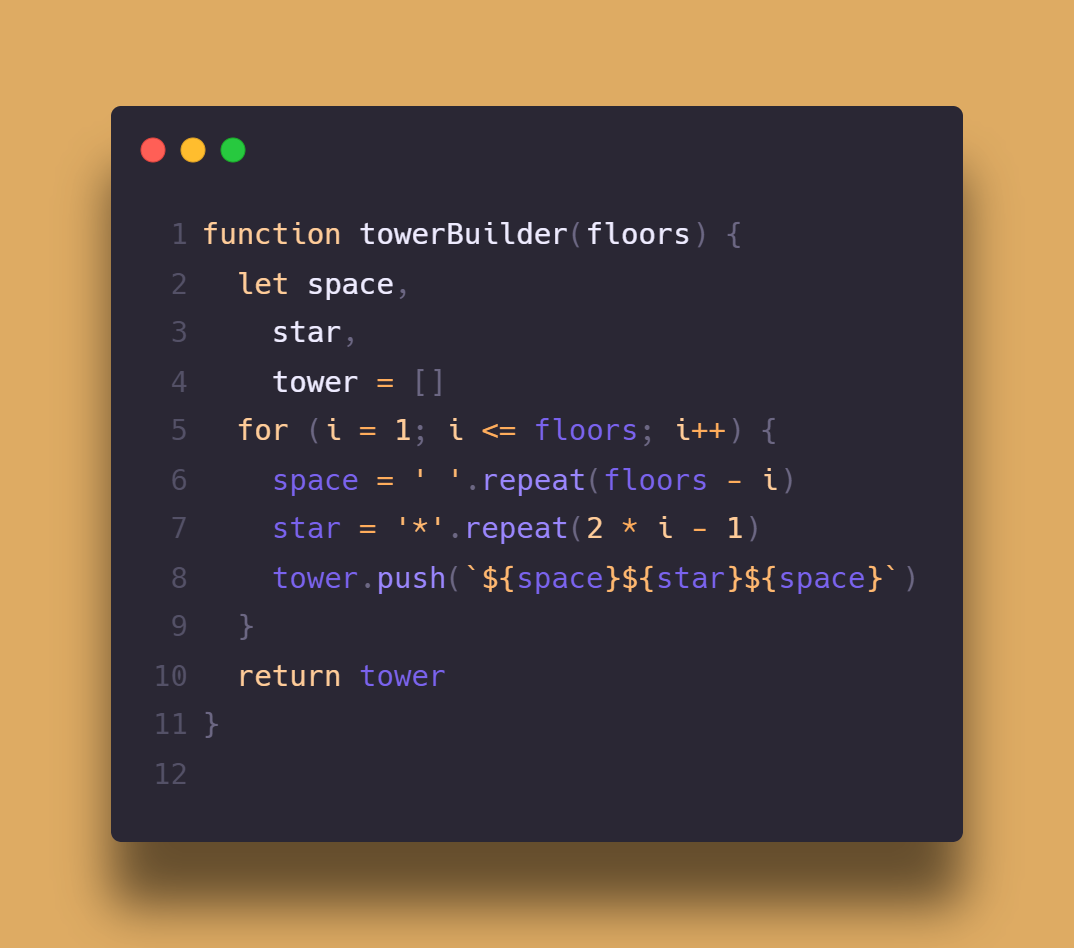 1 function towerBuilder(floors) {
2   let space,
3     star,
4     tower = []
5   for (i = 1; i <= floors; i++) {
6     space = ' '.repeat(floors - i)
7     star = '*'.repeat(2 * i - 1)
8     tower.push(`${space}${star}${space}`)
9   }
10   return tower
11 }
12